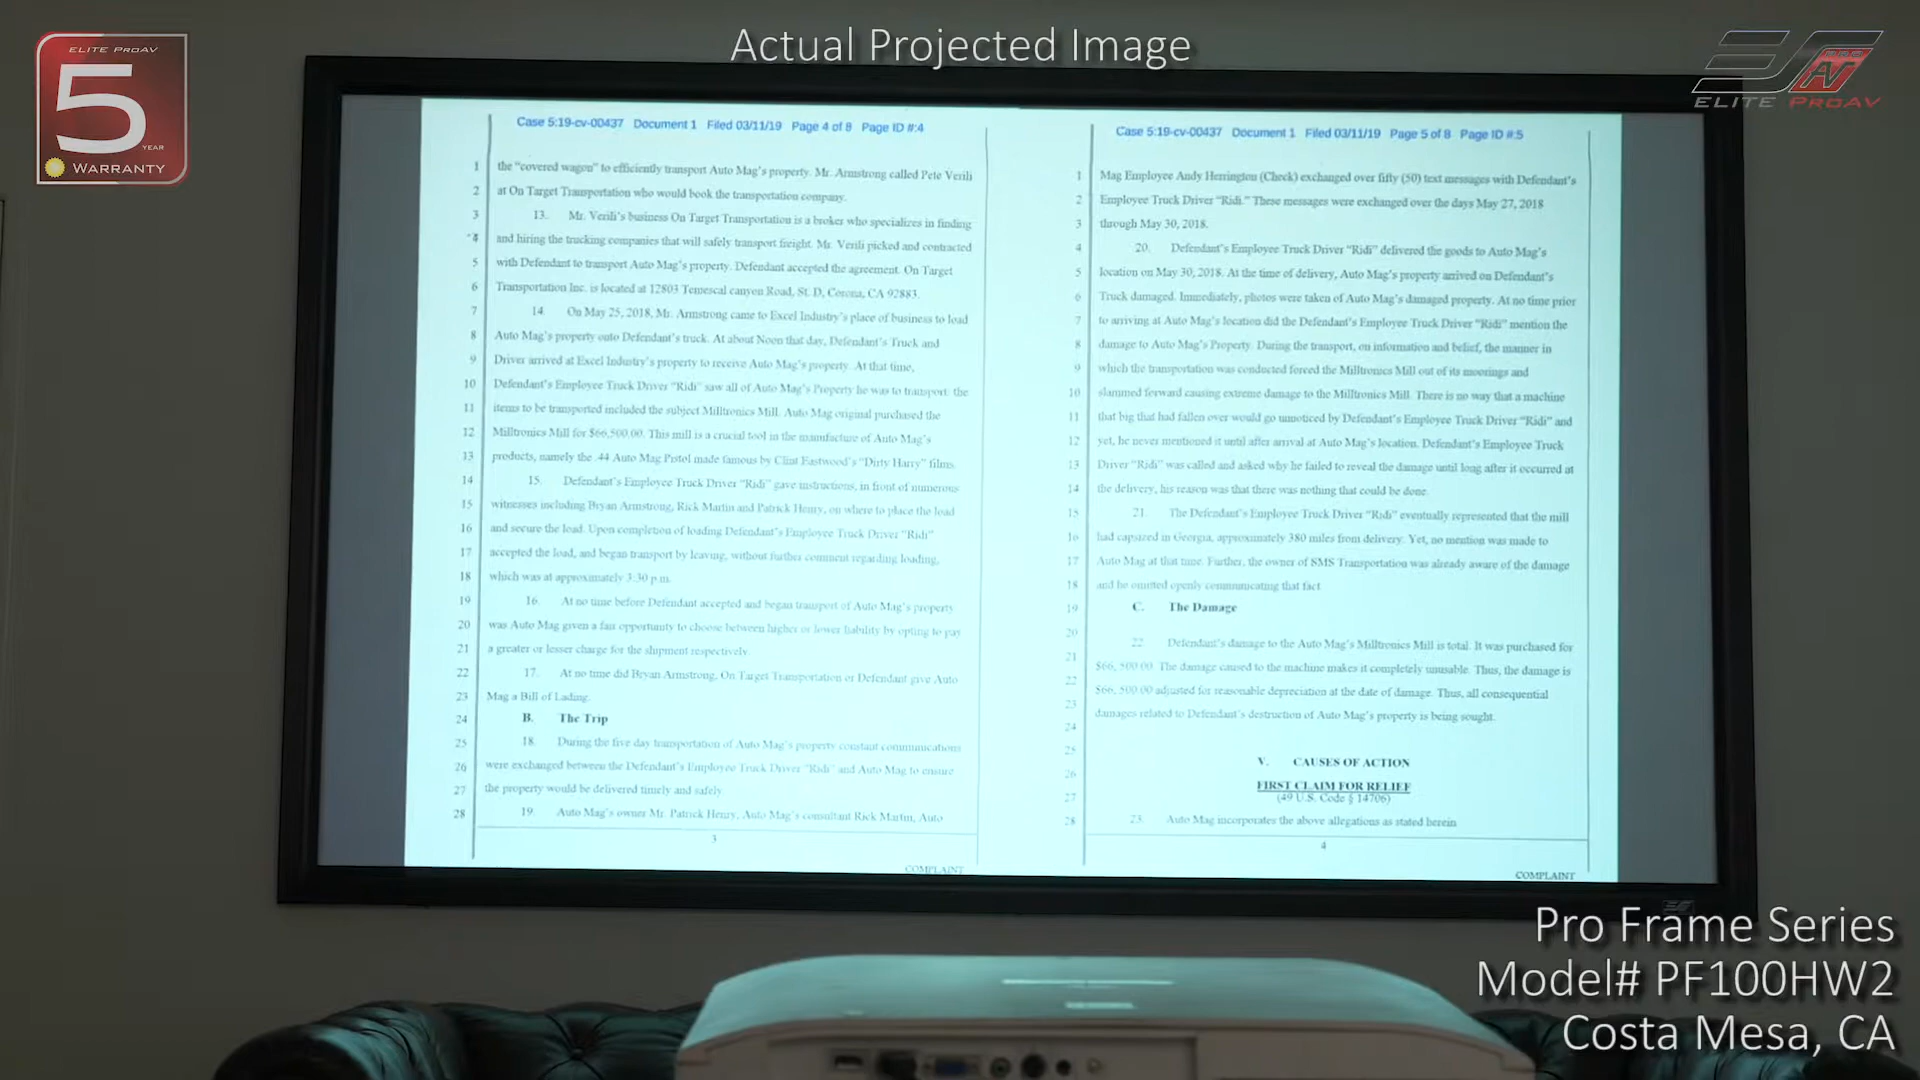 Actual Projected Image
ELITE PROAV
5
YEAR
WARRANTY
ELITE PROAV
Case 5:19-cv-00437 Document 1 Filed 03/11/19 Page 4 of 8 Page ID #:4
1 the "covered wagon" to efficiently transport Auto Mag's property. Mr. Armstrong called Pete Verili
2 at On Target Transportation who would book the transportation company.
3 13. Mr. Verili's business On Target Transportation is a broker who specializes in finding
4 and hiring the trucking companies that will safely transport freight. Mr. Verili picked and contracted
5 with Defendant to transport Auto Mag's property. Defendant accepted the agreement. On Target
6 Transportation Inc. is located at 12803 Temescal canyon Road, St. D, Corona, CA 92883.
7 14. On May 25, 2018, Mr. Armstrong came to Excel Industry's place of business to load
8 Auto Mag's property onto Defendant's truck. At about Noon that day, Defendant's Truck and
9 Driver arrived at Excel Industry's property to receive Auto Mag's property. At that time,
10 Defendant's Employee Truck Driver "Ridi" saw all of Auto Mag's Property he was to transport: the
11 items to be transported included the subject Milltronics Mill. Auto Mag original purchased the
12 Milltronics Mill for $66,500.00. This mill is a crucial tool in the manufacture of Auto Mag's
13 products, namely the .44 Auto Mag Pistol made famous by Clint Eastwood's "Dirty Harry" films.
14 15. Defendant's Employee Truck Driver "Ridi" gave instructions, in front of numerous
15 witnesses including Bryan Armstrong, Rick Martin and Patrick Henry, on where to place the load
16 and secure the load. Upon completion of loading Defendant's Employee Truck Driver "Ridi"
17 accepted the load, and began transport by leaving, without further comment regarding loading,
18 which was at approximately 3:30 p.m.
19 16. At no time before Defendant accepted and began transport of Auto Mag's property
20 was Auto Mag given a fair opportunity to choose between higher or lower liability by opting to pay
21 a greater or lesser charge for the shipment respectively.
22 17. At no time did Bryan Armstrong, On Target Transportation or Defendant give Auto
23 Mag a Bill of Lading.
24 B. The Trip
25 18. During the five day transportation of Auto Mag's property constant communications
26 were exchanged between the Defendant's Employee Truck Driver "Ridi" and Auto Mag to ensure
27 the property would be delivered timely and safely.
28 19. Auto Mag's owner Mr. Patrick Henry, Auto Mag's consultant Rick Martin, Auto
3
COMPLAINT
Case 5:19-cv-00437 Document 1 Filed 03/11/19 Page 5 of 8 Page ID #:5
1 Mag Employee Andy Herrington (Check) exchanged over fifty (50) text messages with Defendant's
2 Employee Truck Driver "Ridi." These messages were exchanged over the days May 27, 2018
3 through May 30, 2018.
4 20. Defendant's Employee Truck Driver "Ridi" delivered the goods to Auto Mag's
5 location on May 30, 2018. At the time of delivery, Auto Mag's property arrived on Defendant's
6 Truck damaged. Immediately, photos were taken of Auto Mag's damaged property. At no time prior
7 to arriving at Auto Mag's location did the Defendant's Employee Truck Driver "Ridi" mention the
8 damage to Auto Mag's Property. During the transport, on information and belief, the manner in
9 which the transportation was conducted forced the Milltronics Mill out of its moorings and
10 slammed forward causing extreme damage to the Milltronics Mill. There is no way that a machine
11 that big that had fallen over would go unnoticed by Defendant's Employee Truck Driver "Ridi" and
12 yet, he never mentioned it until after arrival at Auto Mag's location. Defendant's Employee Truck
13 Driver "Ridi" was called and asked why he failed to reveal the damage until long after it occurred at
14 the delivery, his reason was that there was nothing that could be done.
15 21. The Defendant's Employee Truck Driver "Ridi" eventually represented that the mill
16 had capsized in Georgia, approximately 380 miles from delivery. Yet, no mention was made to
17 Auto Mag at that time. Further, the owner of SMS Transportation was already aware of the damage
18 and he omitted openly communicating that fact.
19 C. The Damage
20
21 22. Defendant's damage to the Auto Mag's Milltronics Mill is total. It was purchased for
22 $66, 500.00. The damage caused to the machine makes it completely unusable. Thus, the damage is
23 $66, 500.00 adjusted for reasonable depreciation at the date of damage. Thus, all consequential
24 damages related to Defendant's destruction of Auto Mag's property is being sought.
25
26 V. CAUSES OF ACTION
27 FIRST CLAIM FOR RELIEF
(49 U.S. Code § 14706)
28 23. Auto Mag incorporates the above allegations as stated herein
4
COMPLAINT
Pro Frame Series
Model# PF100HW2
Costa Mesa, CA